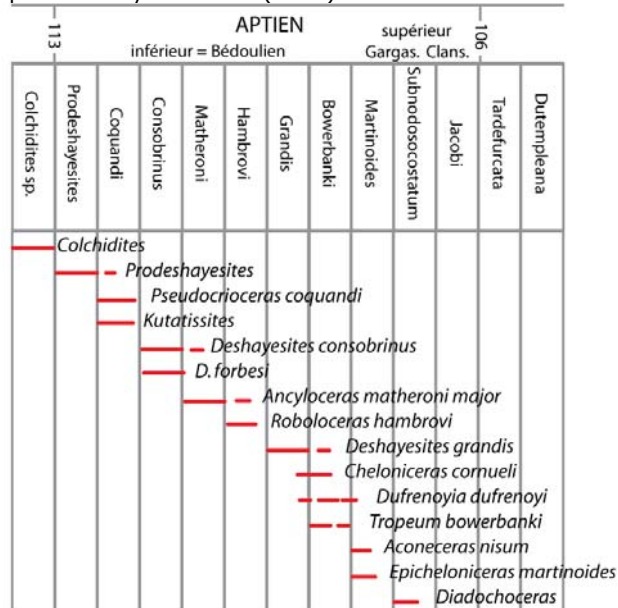 APTIEN
113
106
inférieur = Bédoulien
supérieur
Gargas. Clans.
Colchidites sp.
Prodeshayesites
Coquandi
Consobrinus
Matheroni
Hambrovi
Grandis
Bowerbanki
Martinoides
Subnodosocostatum
Jacobi
Tardefurcata
Dutempleana
Colchidites
Prodeshayesites
Pseudocrioceras coquandi
Kutatissites
Deshayesites consobrinus
D. forbesi
Ancyloceras matheroni major
Roboloceras hambrovi
Deshayesites grandis
Cheloniceras cornueli
Dufrenoyia dufrenoyi
Tropeum bowerbanki
Aconeceras nisum
Epicheloniceras martinoides
Diadochoceras